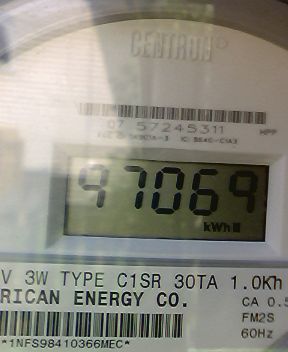 CENTRON®
07 57245311
HPP
97069
kWh
V 3W TYPE C1SR 30TA 1.0Kh
RICAN ENERGY CO.
CA 0.5
FM2S
60Hz
*1NFS98410366MEC*